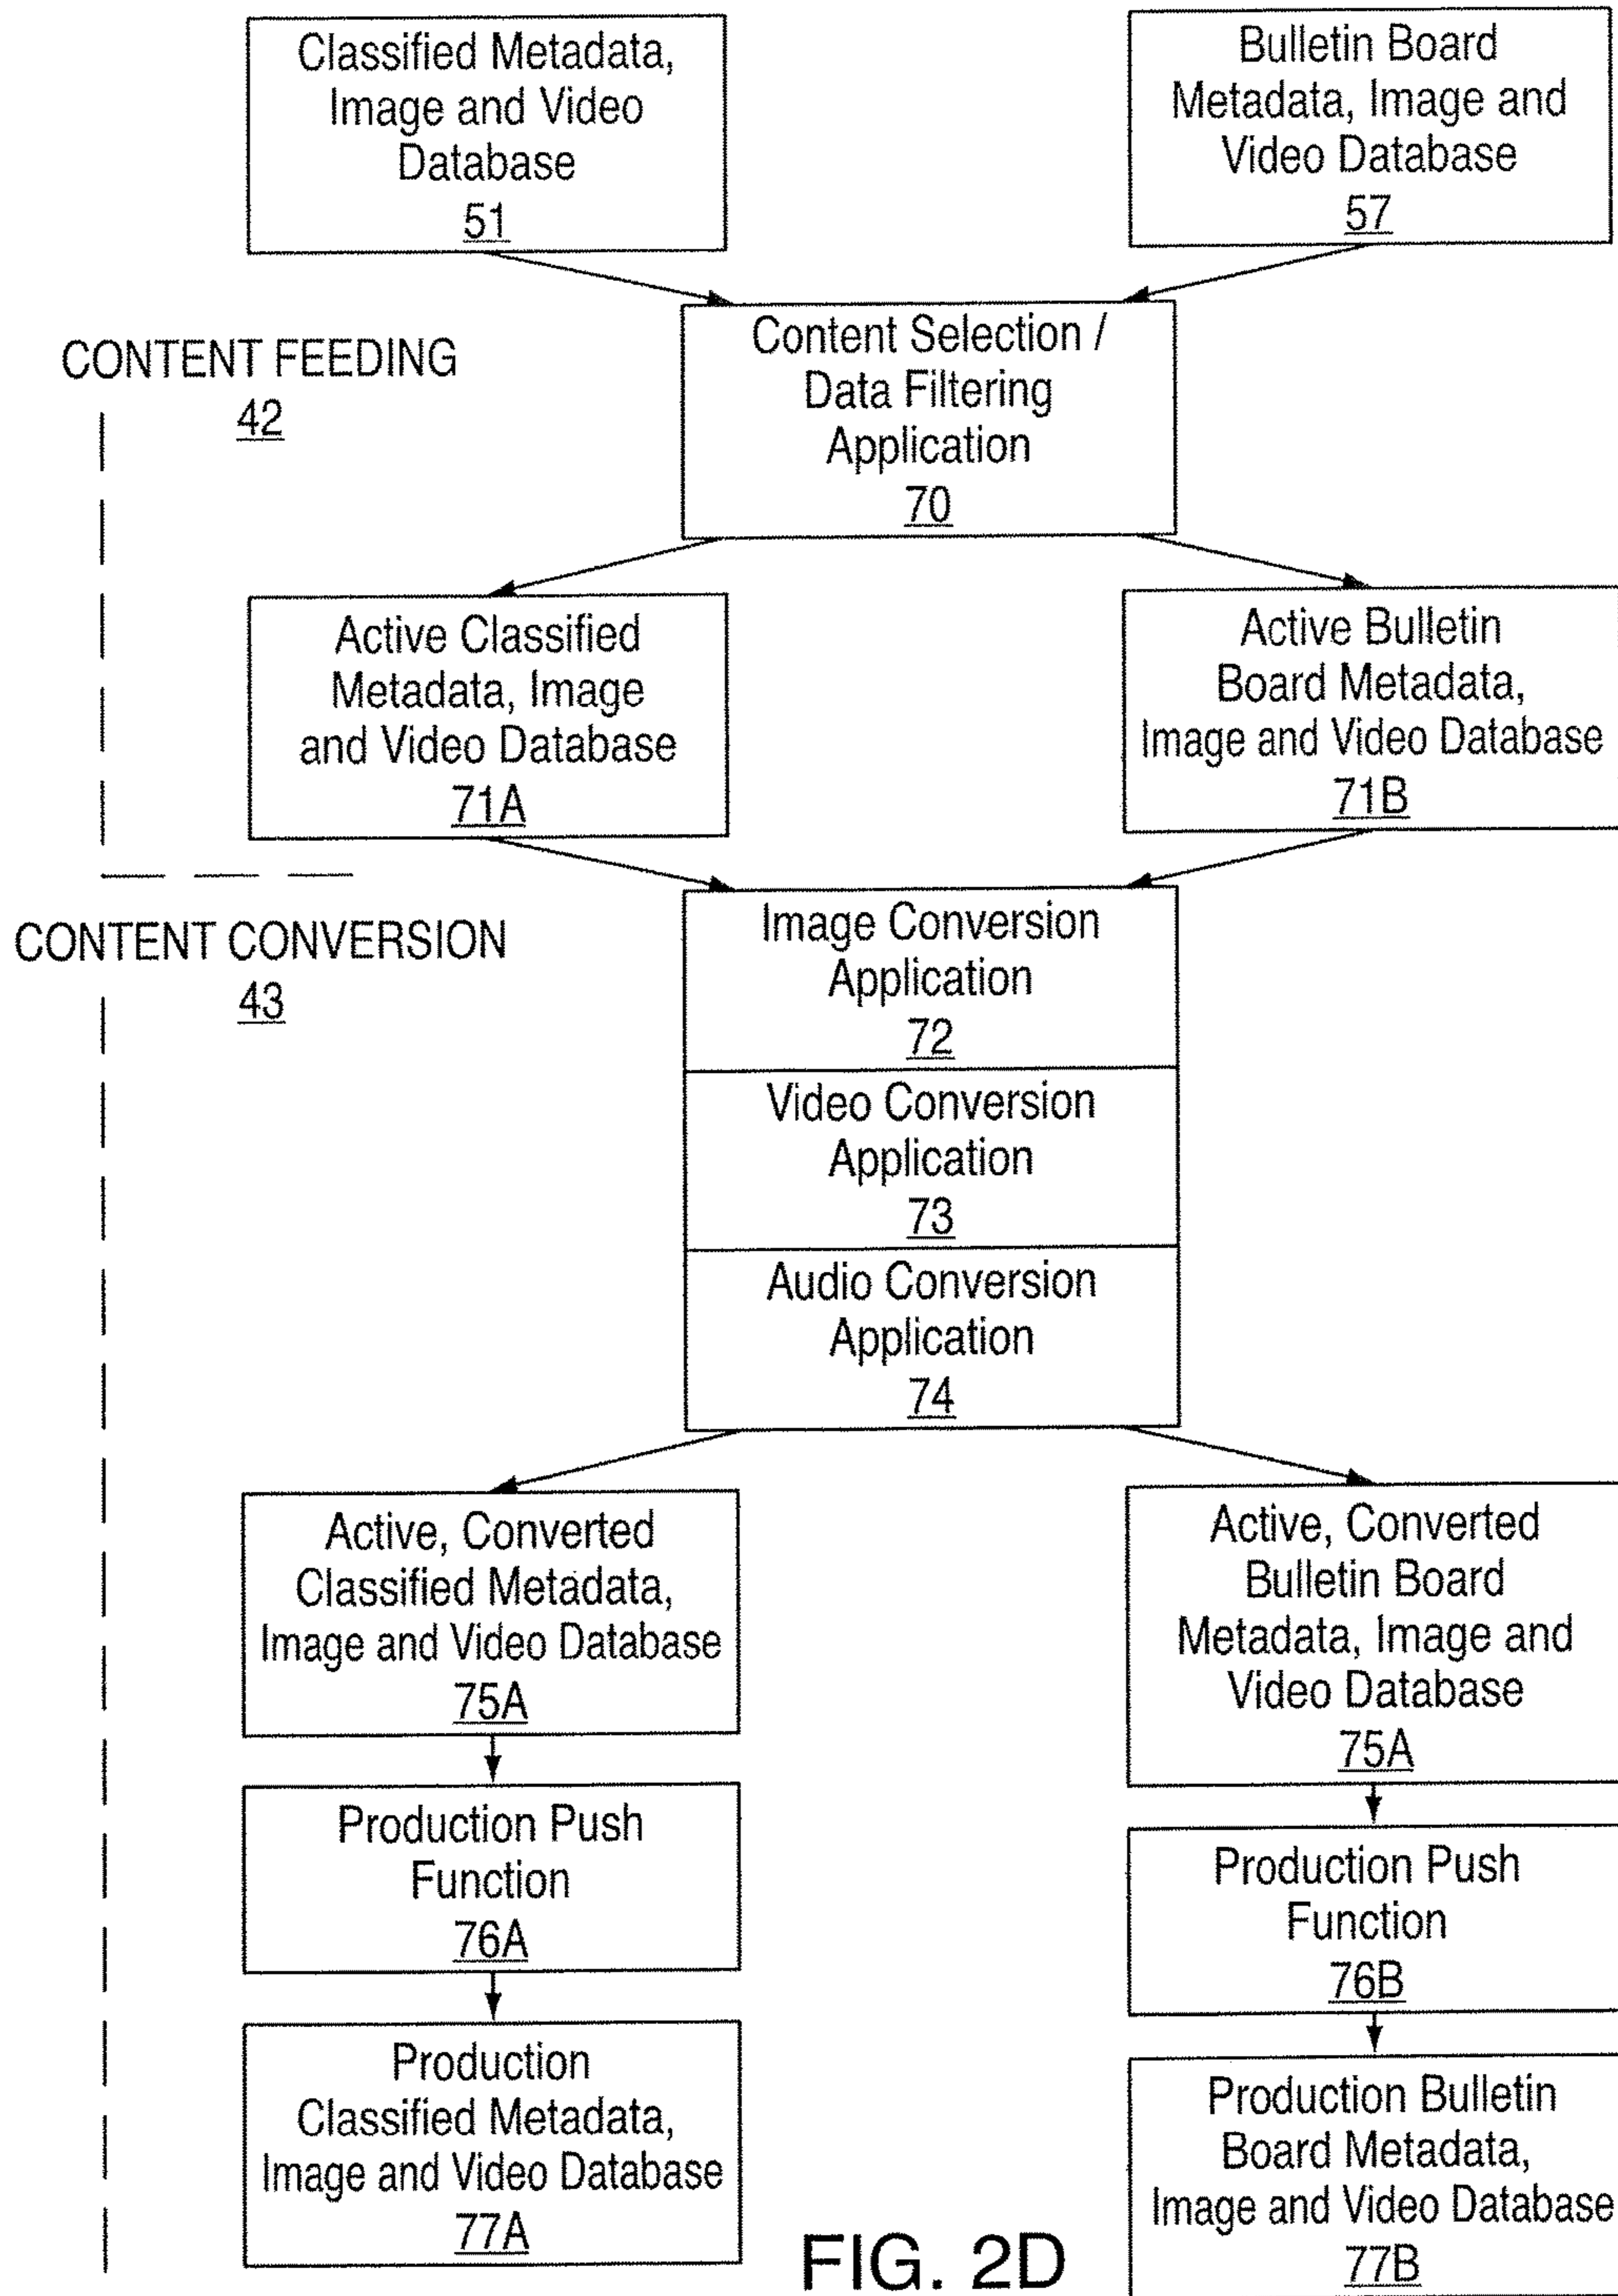 Classified Metadata,
Image and Video
Database
51
Bulletin Board
Metadata, Image and
Video Database
57
CONTENT FEEDING
42
Content Selection /
Data Filtering
Application
70
Active Classified
Metadata, Image
and Video Database
71A
Active Bulletin
Board Metadata,
Image and Video Database
71B
CONTENT CONVERSION
43
Image Conversion
Application
72
Video Conversion
Application
73
Audio Conversion
Application
74
Active, Converted
Classified Metadata,
Image and Video Database
75A
Active, Converted
Bulletin Board
Metadata, Image and
Video Database
75A
Production Push
Function
76A
Production Push
Function
76B
Production
Classified Metadata,
Image and Video Database
77A
Production Bulletin
Board Metadata,
Image and Video Database
77B
FIG. 2D